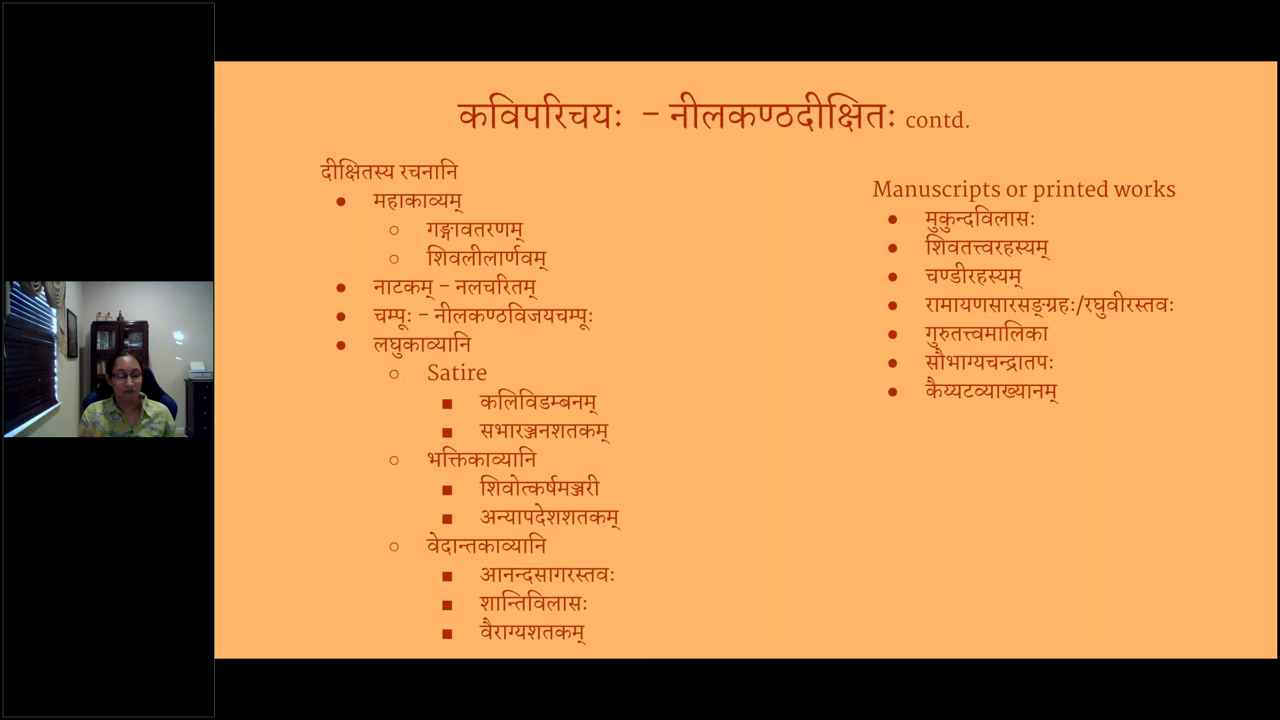 कविपरिचयः - नीलकण्ठदीक्षितः contd.
दीक्षितस्य रचनानि
● महाकाव्यम्
○ गङ्गावतरणम्
○ शिवलीलार्णवम्
● नाटकम् - नलचरितम्
● चम्पूः - नीलकण्ठविजयचम्पूः
● लघुकाव्यानि
○ Satire
■ कलिविडम्बनम्
■ सभारञ्जनशतकम्
○ भक्तिकाव्यानि
■ शिवोत्कर्षमञ्जरी
■ अन्यापदेशशतकम्
○ वेदान्तकाव्यानि
■ आनन्दसागरस्तवः
■ शान्तिविलासः
■ वैराग्यशतकम्
Manuscripts or printed works
● मुकुन्दविलासः
● शिवतत्त्वरहस्यम्
● चण्डीरहस्यम्
● रामायणसारसङ्ग्रहः/रघुवीरस्तवः
● गुरुतत्त्वमालिका
● सौभाग्यचन्द्रातपः
● कैय्यटव्याख्यानम्